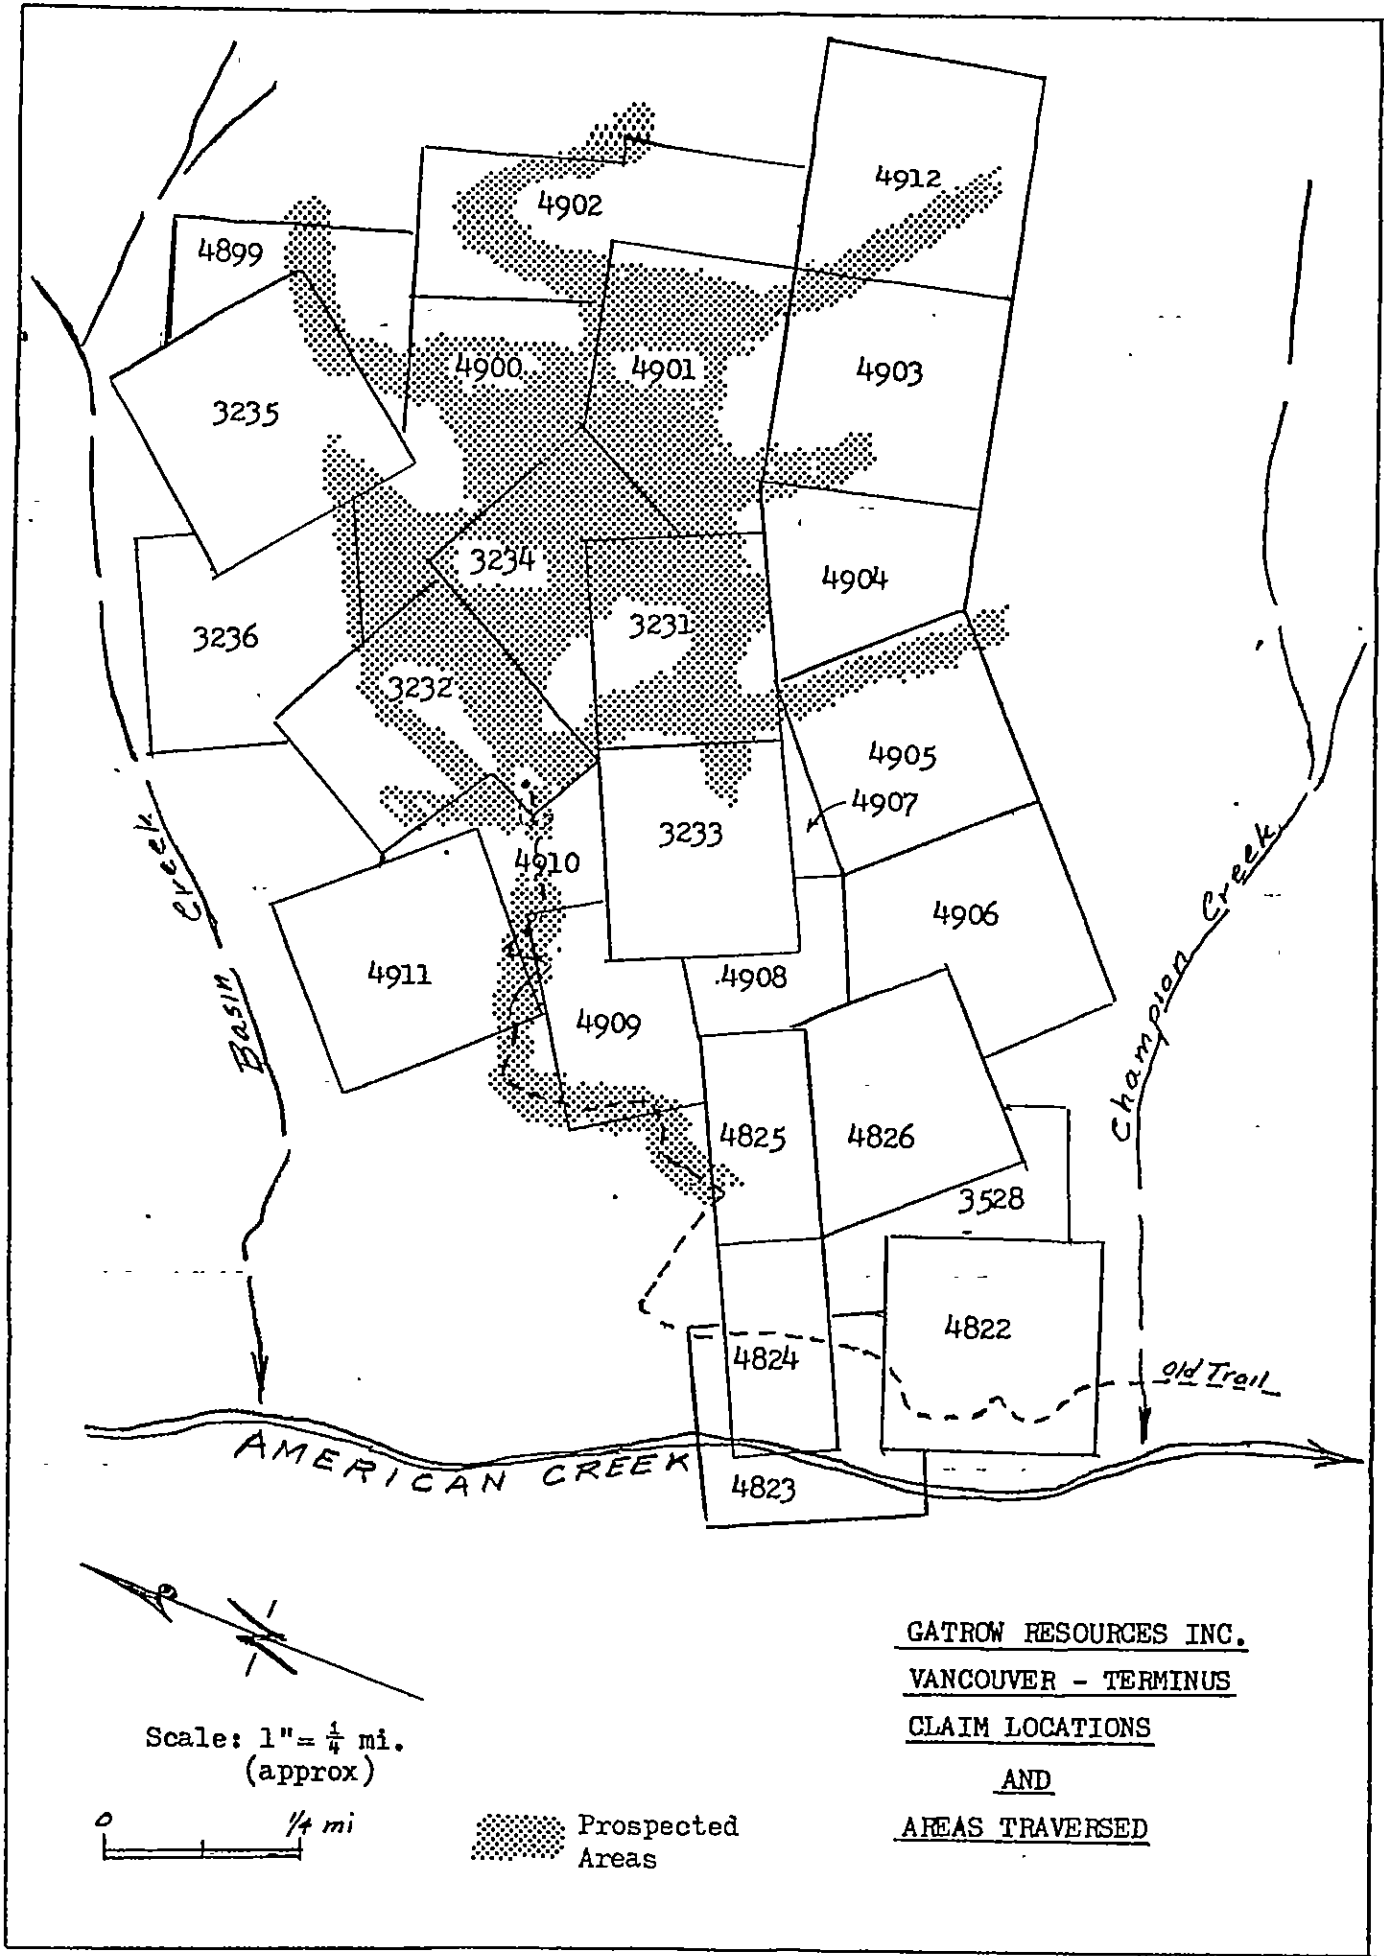 4912
4902
4899
4900
4901
4903
3235
3234
4904
3231
3236
3232
4905
4907
3233
4910
4906
4911
4908
4909
4825
4826
3528
4822
4824
4823
Basin Creek
Champion Creek
Old Trail
AMERICAN CREEK
Scale: 1"= ¼ mi.
(approx)
0 1/4 mi
Prospected
Areas
GATROW RESOURCES INC.
VANCOUVER - TERMINUS
CLAIM LOCATIONS
AND
AREAS TRAVERSED